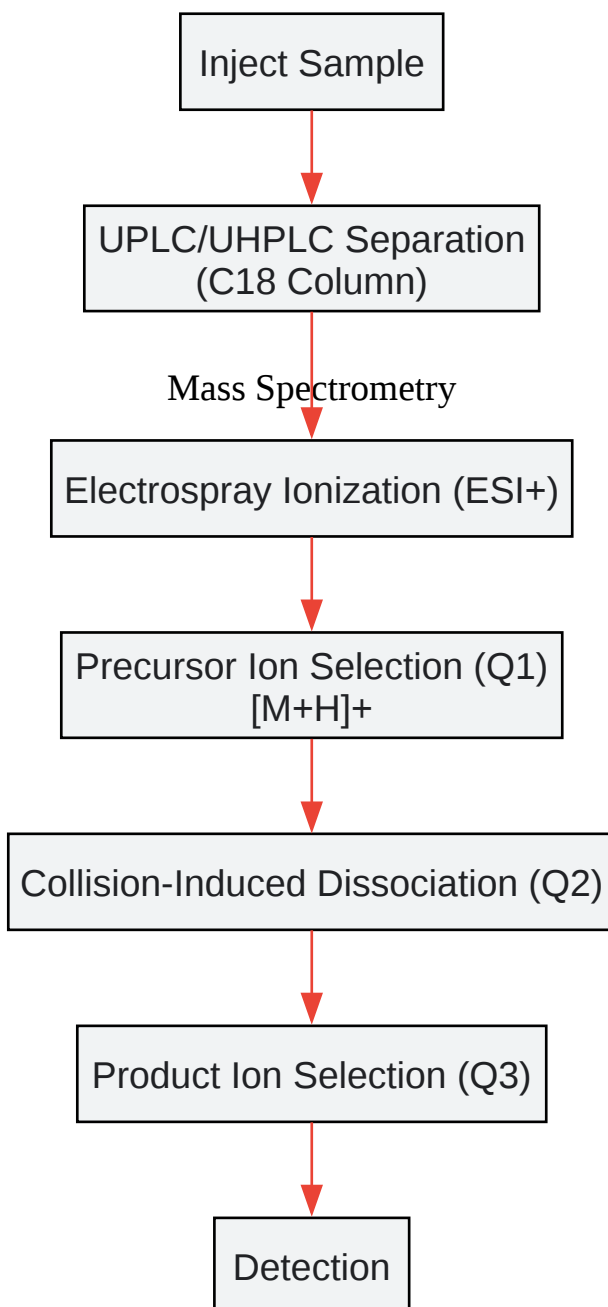 Inject Sample
UPLC/UHPLC Separation
(C18 Column)
Mass Spectrometry
Electrospray Ionization (ESI+)
Precursor Ion Selection (Q1)
[M+H]+
Collision-Induced Dissociation (Q2)
Product Ion Selection (Q3)
Detection